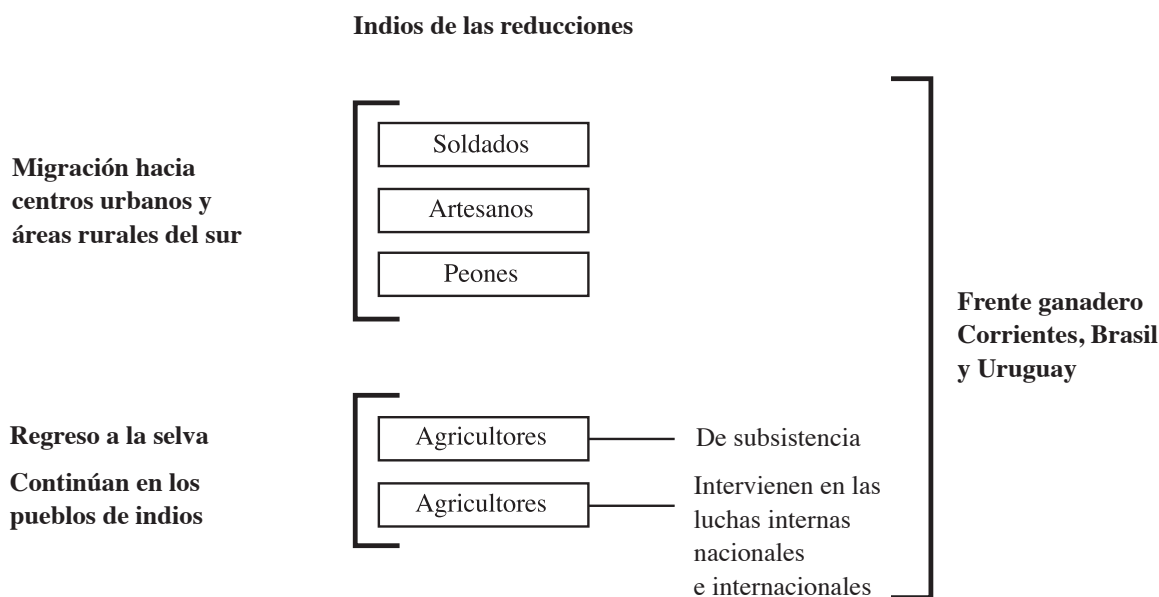 Indios de las reducciones
Migración hacia
centros urbanos y
áreas rurales del sur
Soldados
Artesanos
Peones
Frente ganadero
Corrientes, Brasil
y Uruguay
Regreso a la selva
Agricultores
De subsistencia
Continúan en los
pueblos de indios
Agricultores
Intervienen en las
luchas internas
nacionales
e internacionales